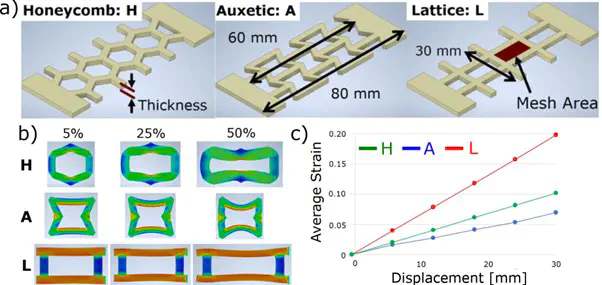 a) Honeycomb: H
Auxetic: A
Lattice: L
60 mm
80 mm
30 mm
Thickness
Mesh Area
b) 5% 25% 50%
H
A
L
c)
H A L
Average Strain
0.20
0.15
0.10
0.05
0
0 10 20 30
Displacement [mm]